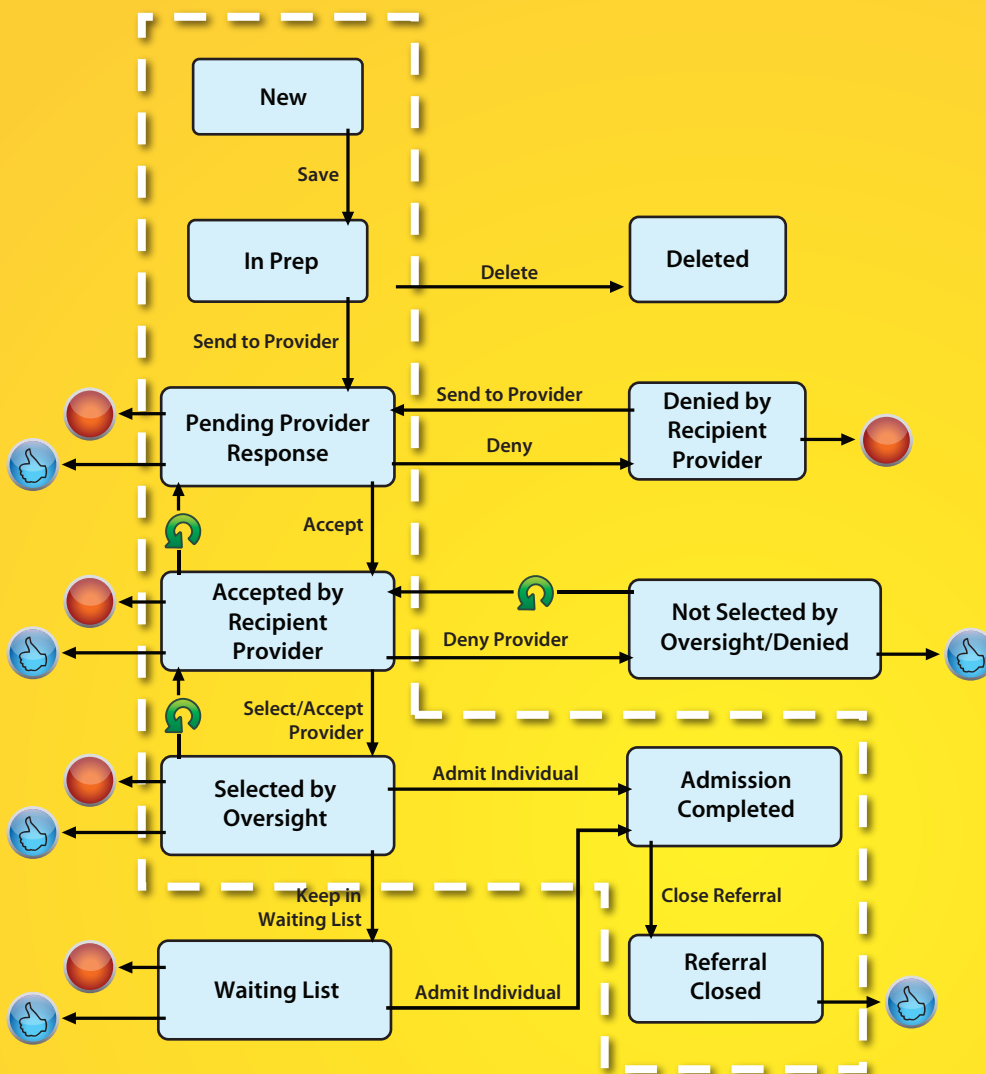 New
Save
In Prep
Delete
Deleted
Send to Provider
Pending Provider
Response
Send to Provider
Deny
Denied by
Recipient
Provider
Accept
Accepted by
Recipient
Provider
Deny Provider
Not Selected by
Oversight/Denied
Select/Accept
Provider
Selected by
Oversight
Admit Individual
Admission
Completed
Keep in
Waiting List
Close Referral
Waiting List
Admit Individual
Referral
Closed